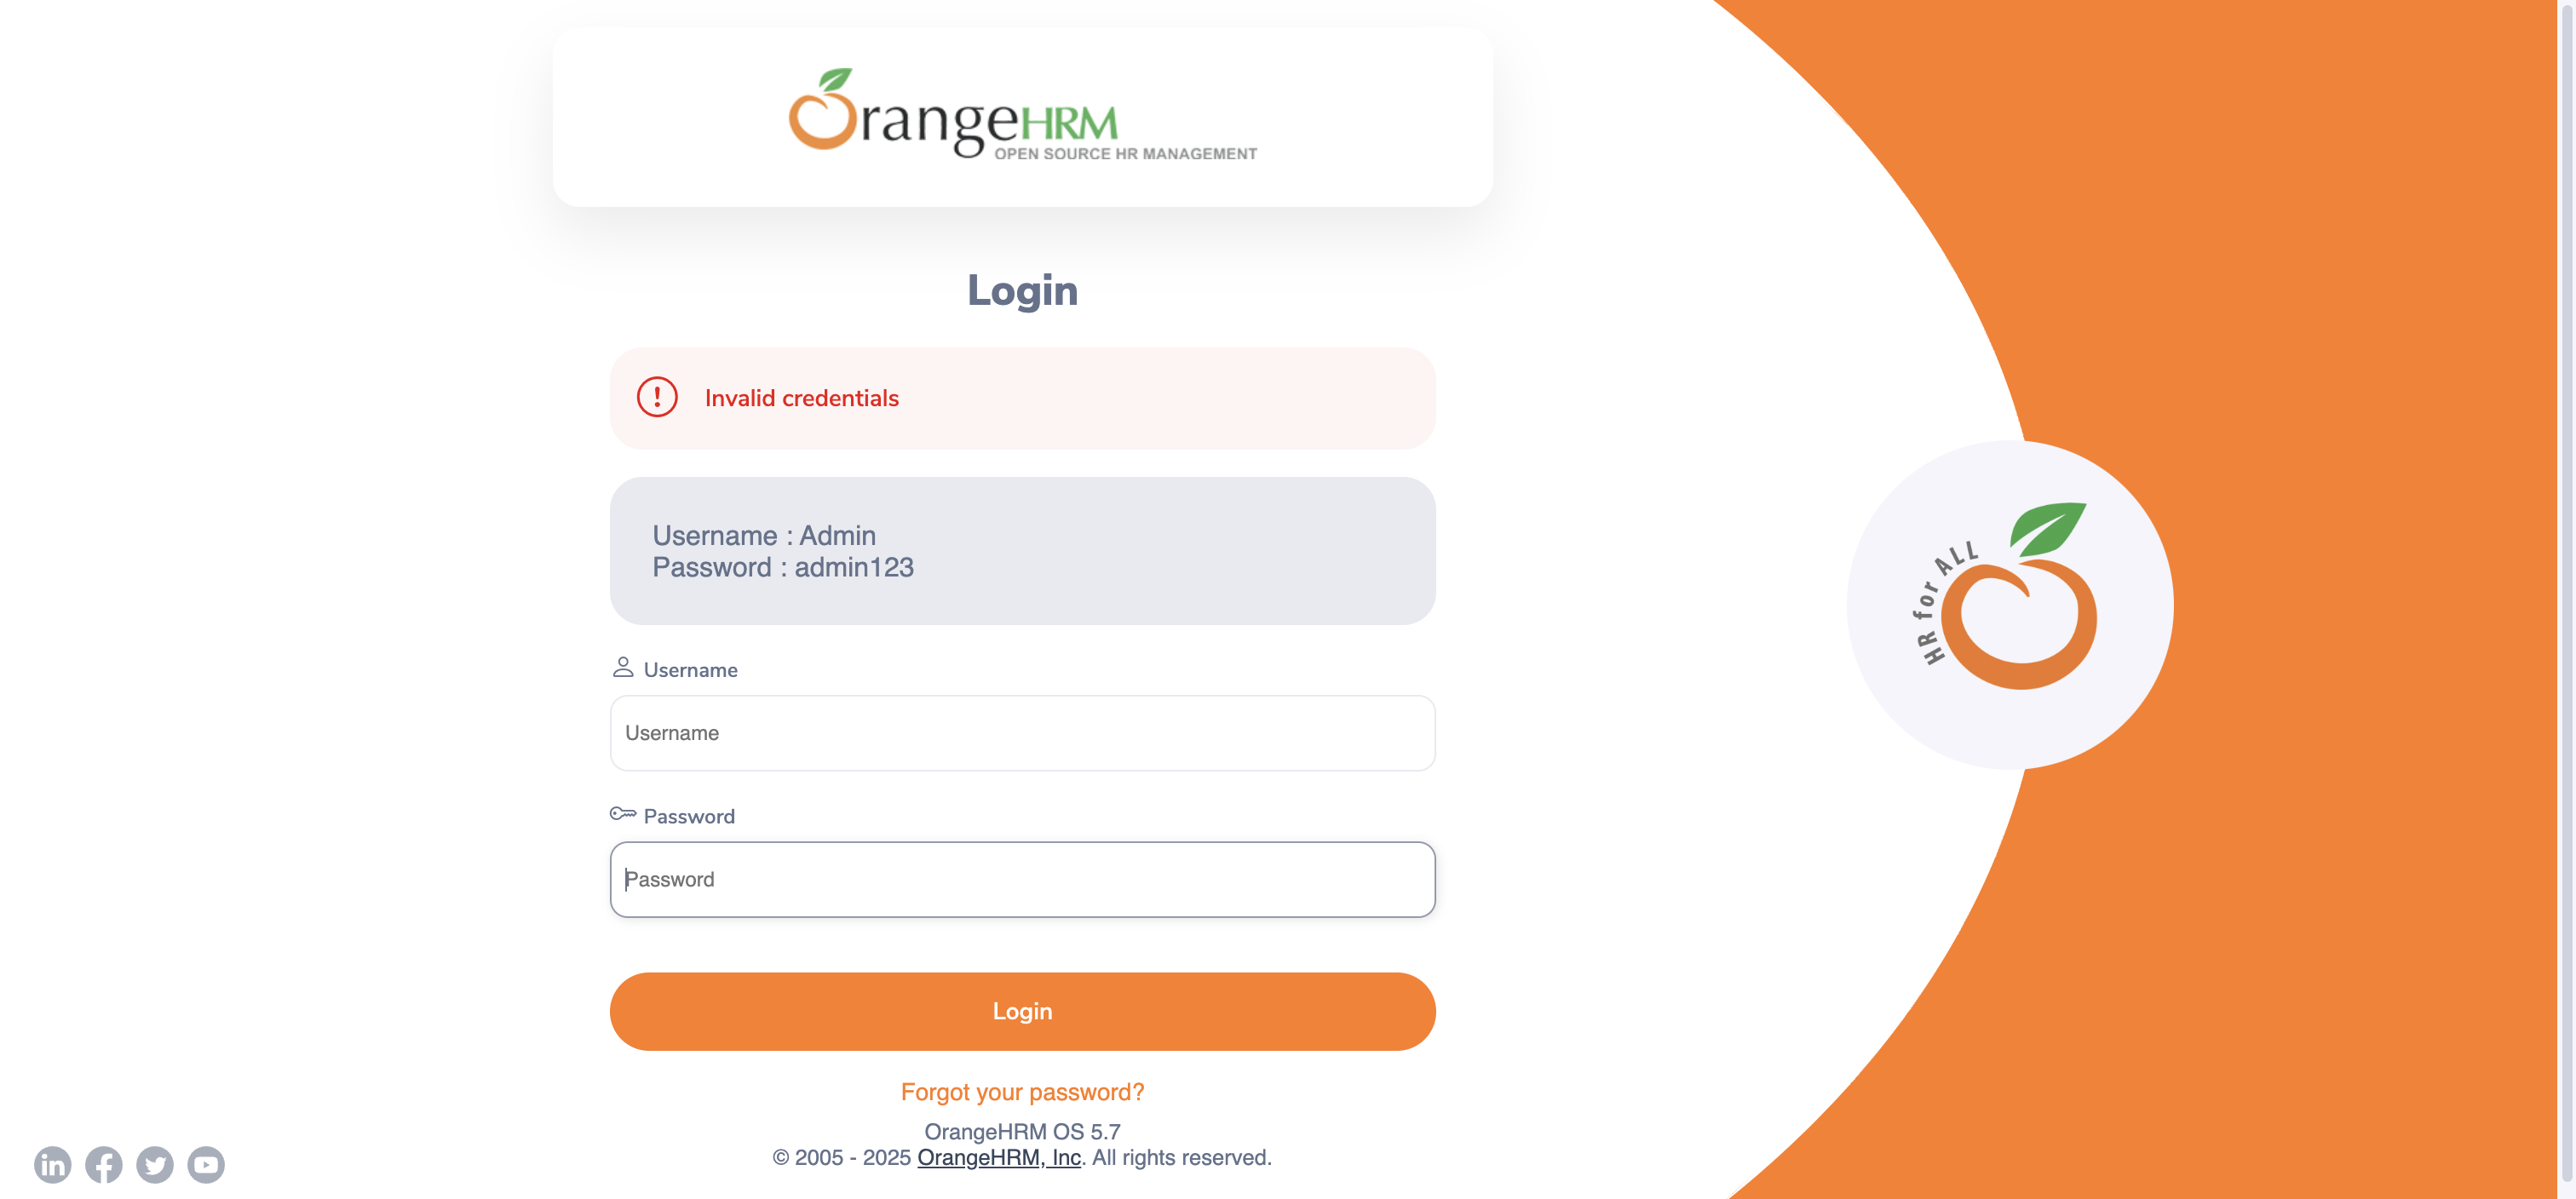 OrangeHRM
OPEN SOURCE HR MANAGEMENT
Login
Invalid credentials
Username : Admin
Password : admin123
Username
Username
Password
Password
Login
Forgot your password?
OrangeHRM OS 5.7
© 2005 - 2025 OrangeHRM, Inc. All rights reserved.
in
HR for ALL